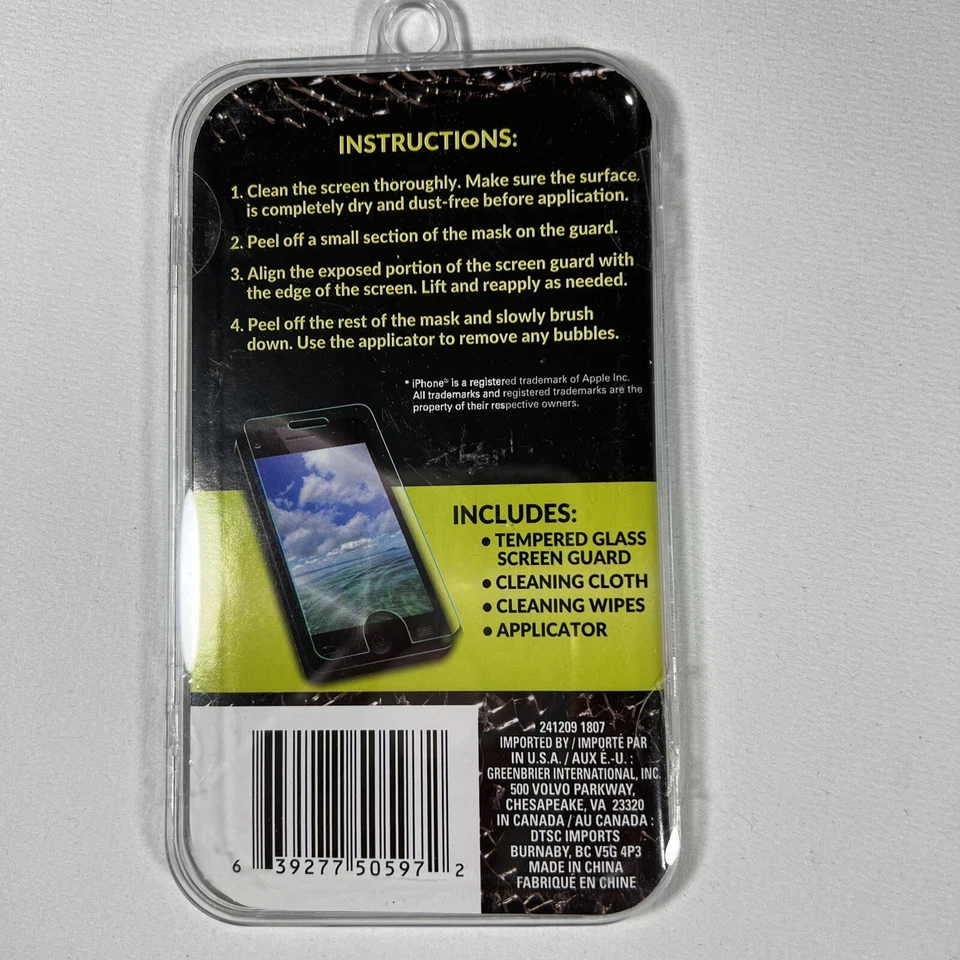 INSTRUCTIONS:
1. Clean the screen thoroughly. Make sure the surface
is completely dry and dust-free before application.
2. Peel off a small section of the mask on the guard.
3. Align the exposed portion of the screen guard with
the edge of the screen. Lift and reapply as needed.
4. Peel off the rest of the mask and slowly brush
down. Use the applicator to remove any bubbles.
* iPhone® is a registered trademark of Apple Inc.
All trademarks and registered trademarks are the
property of their respective owners.
INCLUDES:
• TEMPERED GLASS
SCREEN GUARD
• CLEANING CLOTH
• CLEANING WIPES
• APPLICATOR
241209 1807
IMPORTED BY / IMPORTÉ PAR
IN U.S.A. / AUX É.-U. :
GREENBRIER INTERNATIONAL, INC.
500 VOLVO PARKWAY,
CHESAPEAKE, VA 23320
IN CANADA / AU CANADA :
DTSC IMPORTS
BURNABY, BC V5G 4P3
MADE IN CHINA
FABRIQUÉ EN CHINE
6 39277 50597 2